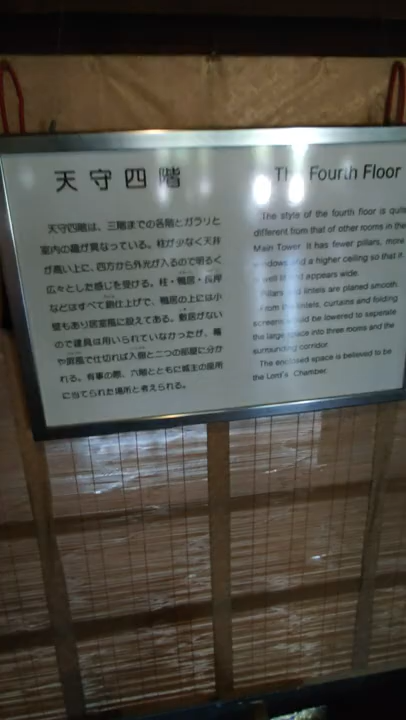 天守四階
天守四階は、三階までの各階とガラリと
室内の趣が異なっている。柱が少なく天井
が高い上に、四方から外光が入るので明るく
広々とした感じを受ける。柱・鴨居・長押
などはすべて鉋仕上げで、鴨居の上には小
壁もあり居室風に設えてある。敷居がない
ので建具は用いられていなかったが、幕
や屏風で仕切れば入側と二つの部屋に分か
れる。有事の際、六階とともに城主の座所
に当てられた場所と考えられる。
The Fourth Floor
The style of the fourth floor is quite
different from that of other rooms in the
Main Tower. It has fewer pillars, more
windows and a higher ceiling so that it
well lit and appears wide.
Pillars and lintels are planed smooth.
From the lintels, curtains and folding
screens could be lowered to saperate
the large space into three rooms and the
surrounding corridor.
The enclosed space is believed to be
the Lord's Chamber.